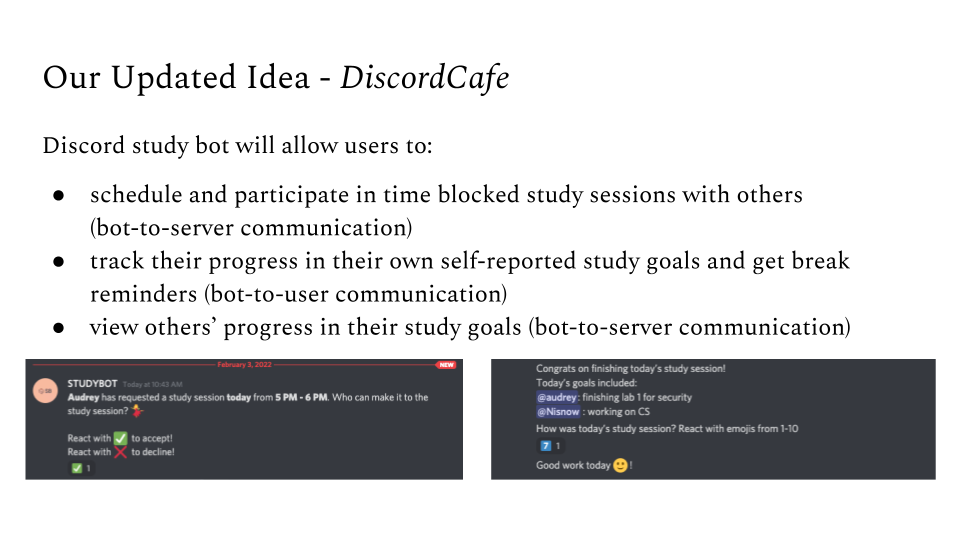 Our Updated Idea - DiscordCafe
Discord study bot will allow users to:
● schedule and participate in time blocked study sessions with others
(bot-to-server communication)
● track their progress in their own self-reported study goals and get break
reminders (bot-to-user communication)
● view others’ progress in their study goals (bot-to-server communication)
February 3, 2022 NEW
STUDYBOT Today at 10:43 AM
Audrey has requested a study session today from 5 PM - 6 PM. Who can make it to the
study session?
React with ✅ to accept!
React with ❌ to decline!
✅ 1
Congrats on finishing today's study session!
Today's goals included:
@audrey: finishing lab 1 for security
@Nisnow : working on CS
How was today's study session? React with emojis from 1-10
7 1
Good work today 🙂 !